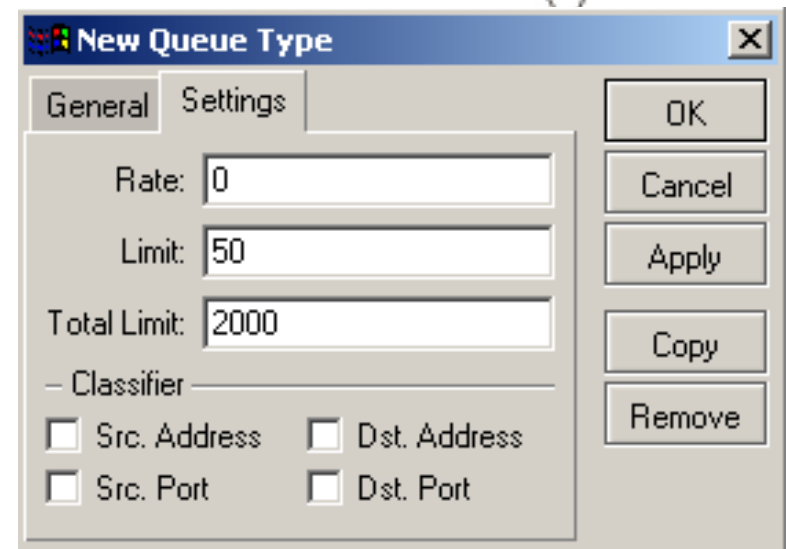 New Queue Type
General Settings
Rate: 0
Limit: 50
Total Limit: 2000
Classifier
Src. Address Dst. Address
Src. Port Dst. Port
OK
Cancel
Apply
Copy
Remove